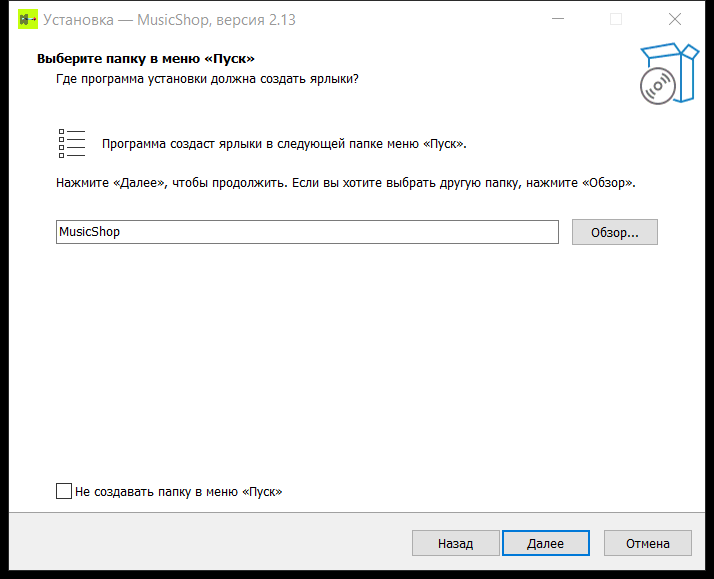 Установка — MusicShop, версия 2.13
Выберите папку в меню «Пуск»
Где программа установки должна создать ярлыки?
Программа создаст ярлыки в следующей папке меню «Пуск».
Нажмите «Далее», чтобы продолжить. Если вы хотите выбрать другую папку, нажмите «Обзор».
MusicShop
Обзор...
Не создавать папку в меню «Пуск»
Назад
Далее
Отмена